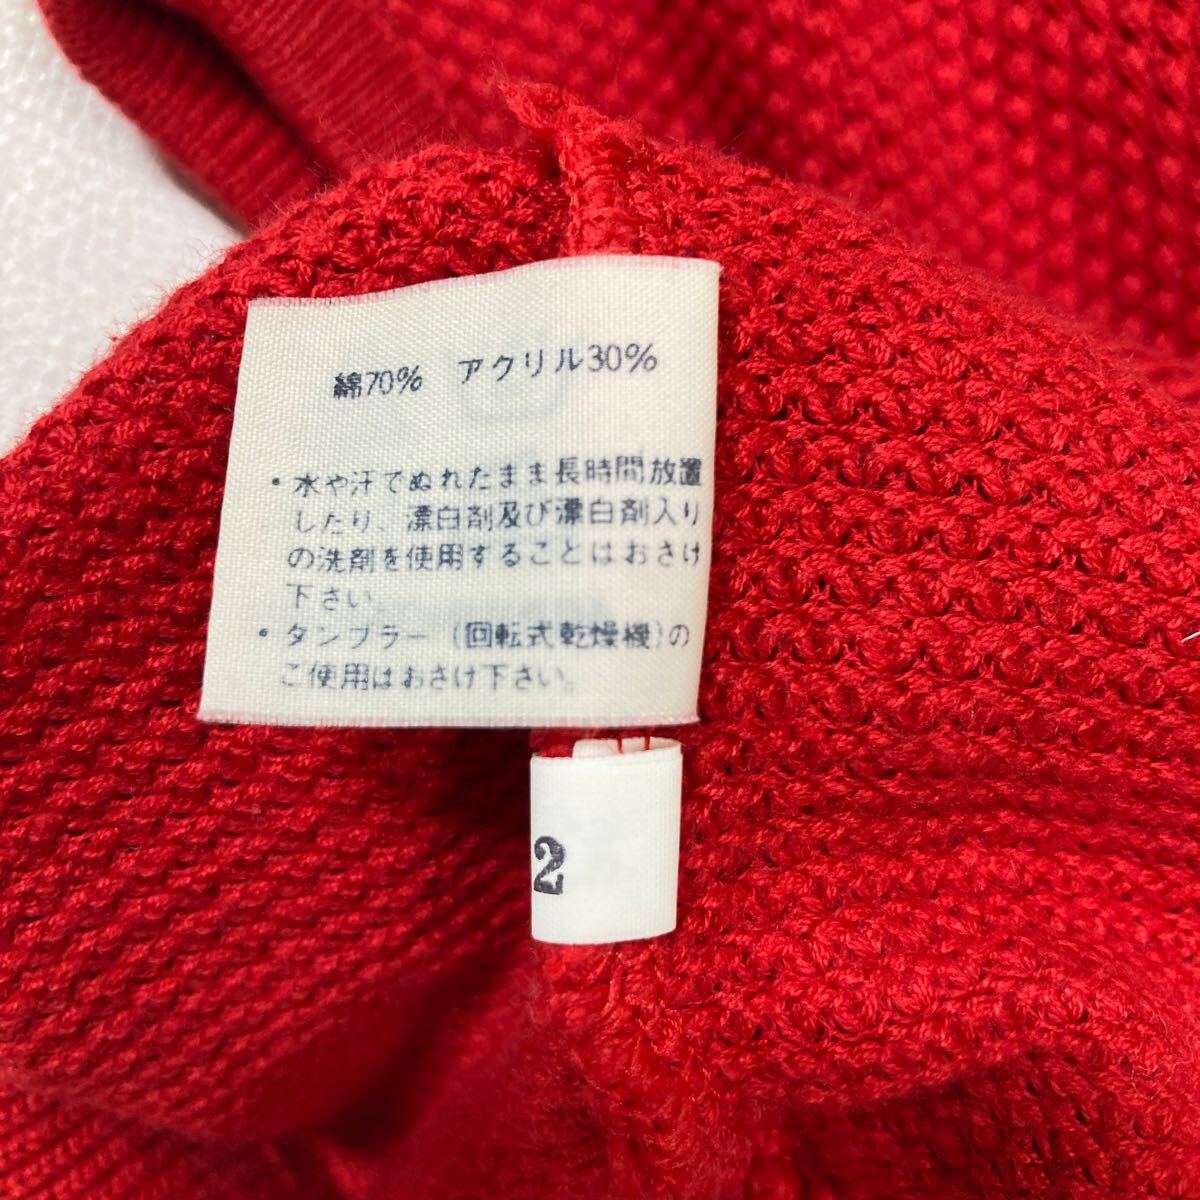 綿70% アクリル30%
・水や汗でぬれたまま長時間放置
したり、漂白剤及び漂白剤入り
の洗剤を使用することはおさけ
下さい。
・タンブラー(回転式乾燥機)の
ご使用はおさけ下さい。
2